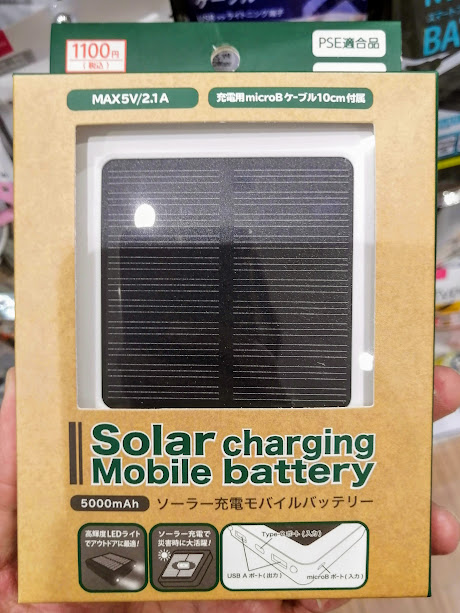 1100円
(税込)
PSE適合品
MAX5V/2.1A
充電用microBケーブル10cm付属
Solar charging
Mobile battery
5000mAh
ソーラー充電モバイルバッテリー
高輝度LEDライト
でアウトドアに最適!
ソーラー充電で
災害時に大活躍!
Type-Cポート(入力)
USB Aポート(出力)
microBポート(入力)